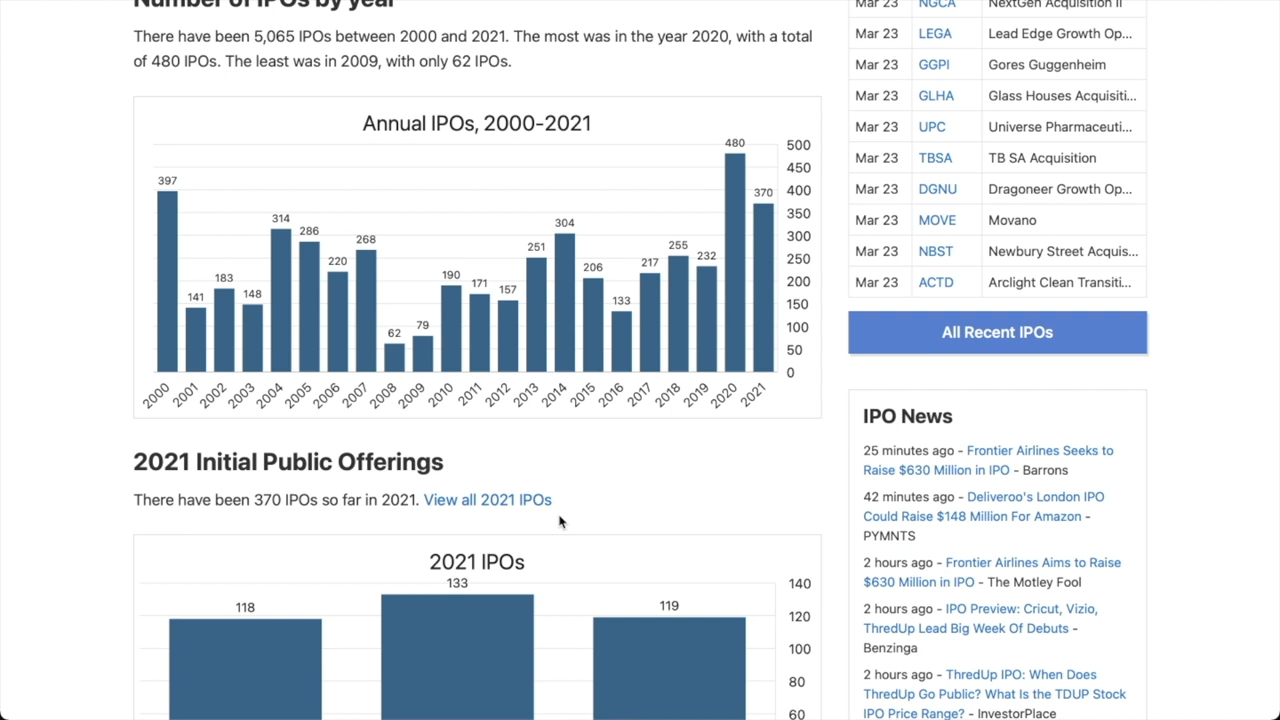 Number of IPOs by year
There have been 5,065 IPOs between 2000 and 2021. The most was in the year 2020, with a total
of 480 IPOs. The least was in 2009, with only 62 IPOs.
Annual IPOs, 2000-2021
500
450
400
350
300
250
200
150
100
50
0
397
141
183
148
314
286
220
268
62
79
190
171
157
251
304
206
133
217
255
232
480
370
2000
2001
2002
2003
2004
2005
2006
2007
2008
2009
2010
2011
2012
2013
2014
2015
2016
2017
2018
2019
2020
2021
2021 Initial Public Offerings
There have been 370 IPOs so far in 2021. View all 2021 IPOs
2021 IPOs
140
120
100
80
60
118
133
119
Mar 23 NGCA NextGen Acquisition II
Mar 23 LEGA Lead Edge Growth Op...
Mar 23 GGPI Gores Guggenheim
Mar 23 GLHA Glass Houses Acquisiti...
Mar 23 UPC Universe Pharmaceuti...
Mar 23 TBSA TB SA Acquisition
Mar 23 DGNU Dragoneer Growth Op...
Mar 23 MOVE Movano
Mar 23 NBST Newbury Street Acquis...
Mar 23 ACTD Arclight Clean Transiti...
All Recent IPOs
IPO News
25 minutes ago - Frontier Airlines Seeks to
Raise $630 Million in IPO - Barrons
42 minutes ago - Deliveroo's London IPO
Could Raise $148 Million For Amazon -
PYMNTS
2 hours ago - Frontier Airlines Aims to Raise
$630 Million in IPO - The Motley Fool
2 hours ago - IPO Preview: Cricut, Vizio,
ThredUp Lead Big Week Of Debuts -
Benzinga
2 hours ago - ThredUp IPO: When Does
ThredUp Go Public? What Is the TDUP Stock
IPO Price Range? - InvestorPlace